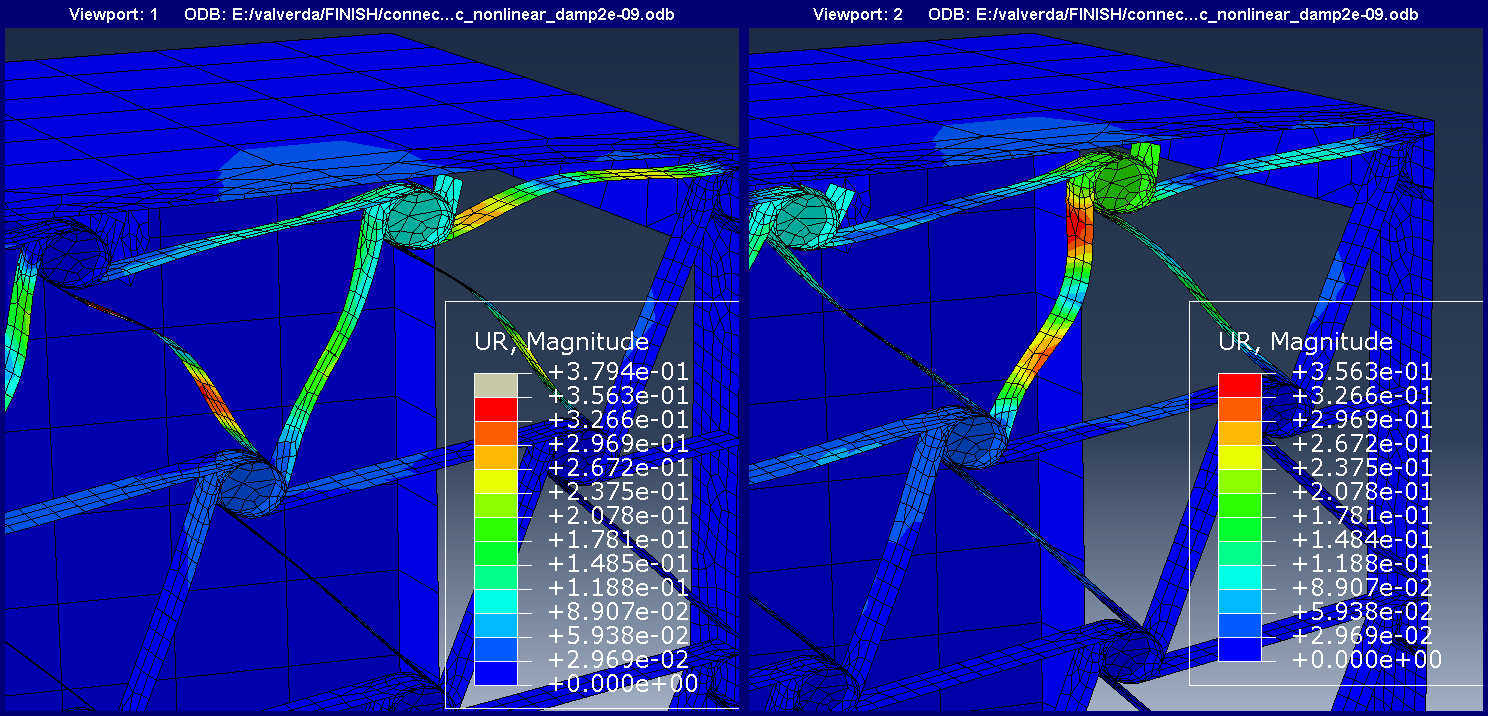 Viewport: 1 ODB: E:/valverda/FINISH/connec...c_nonlinear_damp2e-09.odb
UR, Magnitude
+3.794e-01
+3.563e-01
+3.266e-01
+2.969e-01
+2.672e-01
+2.375e-01
+2.078e-01
+1.781e-01
+1.485e-01
+1.188e-01
+8.907e-02
+5.938e-02
+2.969e-02
+0.000e+00
Viewport: 2 ODB: E:/valverda/FINISH/connec...c_nonlinear_damp2e-09.odb
UR, Magnitude
+3.563e-01
+3.266e-01
+2.969e-01
+2.672e-01
+2.375e-01
+2.078e-01
+1.781e-01
+1.484e-01
+1.188e-01
+8.907e-02
+5.938e-02
+2.969e-02
+0.000e+00